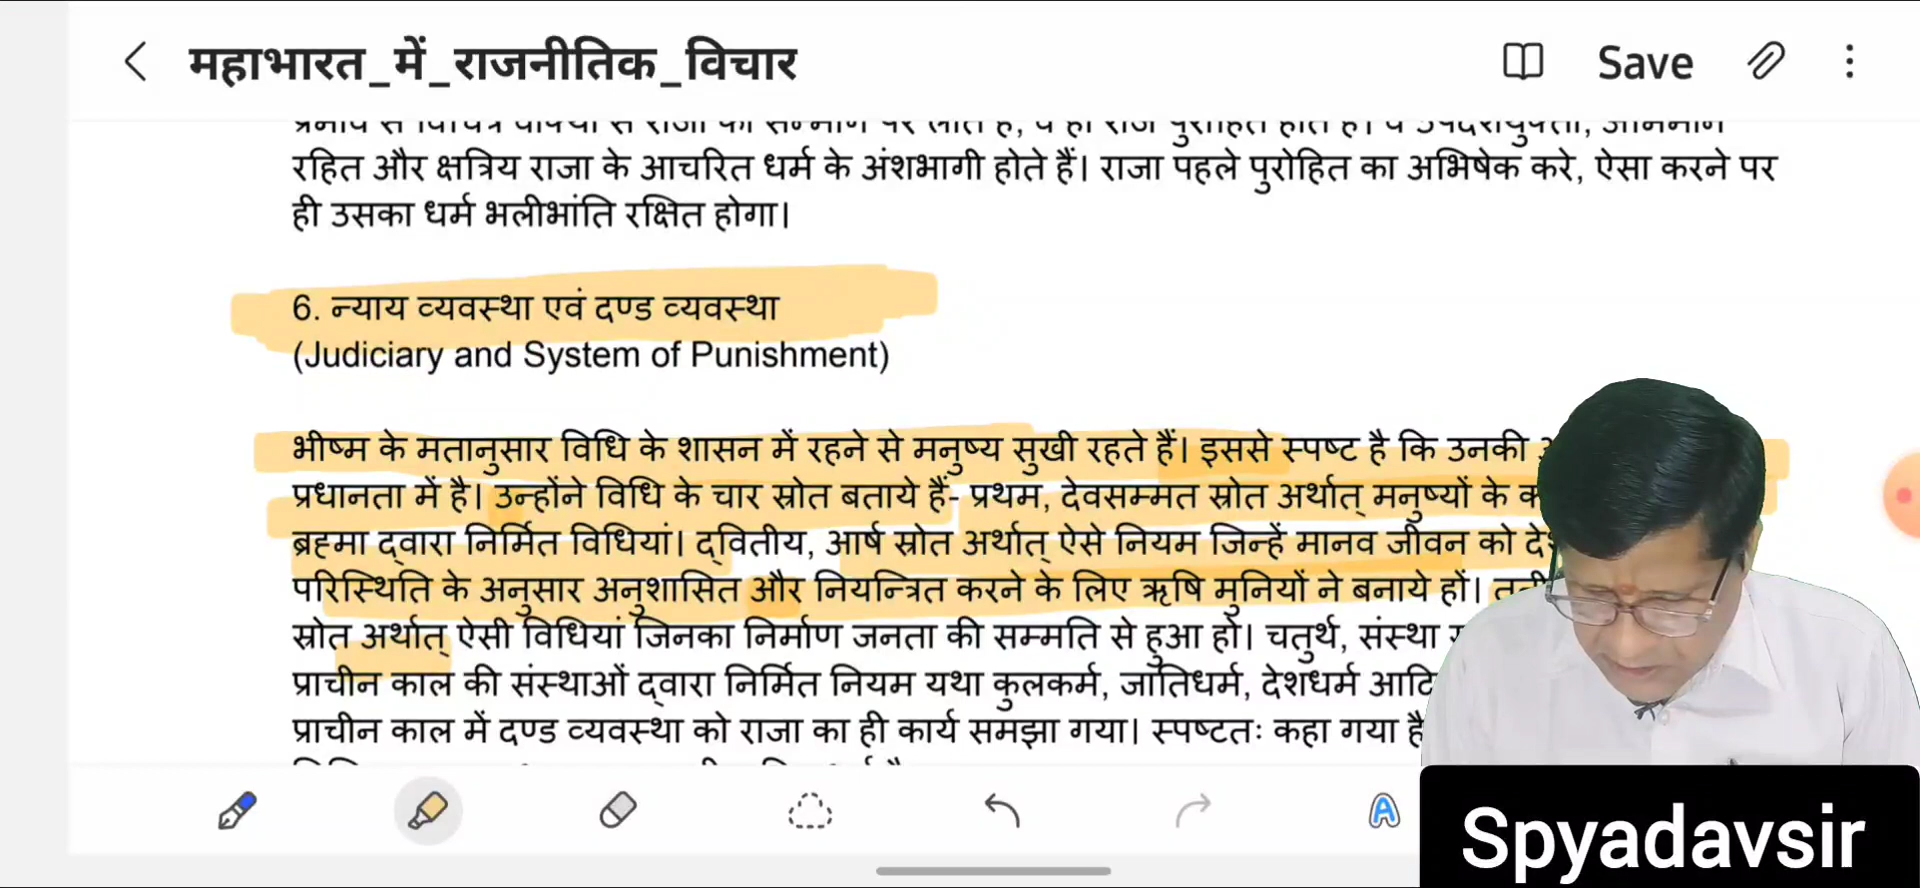 महाभारत_में_राजनीतिक_विचार
Save
रहित और क्षत्रिय राजा के आचरित धर्म के अंशभागी होते हैं। राजा पहले पुरोहित का अभिषेक करे, ऐसा करने पर
ही उसका धर्म भलीभांति रक्षित होगा।
6. न्याय व्यवस्था एवं दण्ड व्यवस्था
(Judiciary and System of Punishment)
भीष्म के मतानुसार विधि के शासन में रहने से मनुष्य सुखी रहते हैं। इससे स्पष्ट है कि उनकी
प्रधानता में है। उन्होंने विधि के चार स्रोत बताये हैं- प्रथम, देवसम्मत स्रोत अर्थात् मनुष्यों के
ब्रह्मा द्वारा निर्मित विधियां। द्वितीय, आर्ष स्रोत अर्थात् ऐसे नियम जिन्हें मानव जीवन को
परिस्थिति के अनुसार अनुशासित और नियन्त्रित करने के लिए ऋषि मुनियों ने बनाये हों।
स्रोत अर्थात् ऐसी विधियां जिनका निर्माण जनता की सम्मति से हुआ हो। चतुर्थ, संस्था
प्राचीन काल की संस्थाओं द्वारा निर्मित नियम यथा कुलकर्म, जातिधर्म, देशधर्म आदि
प्राचीन काल में दण्ड व्यवस्था को राजा का ही कार्य समझा गया। स्पष्टतः कहा गया है
A
Spyadavsir